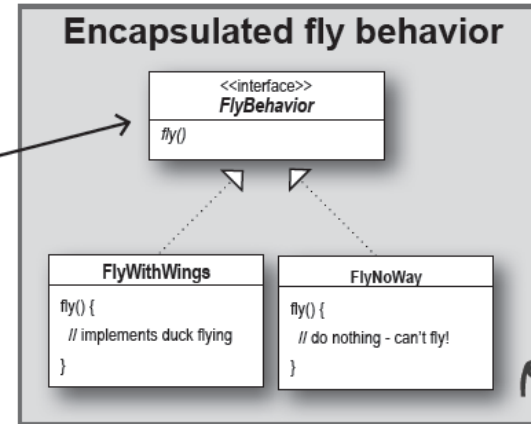 Encapsulated fly behavior
<<interface>>
FlyBehavior
fly()
FlyWithWings
fly() {
// implements duck flying
}
FlyNoWay
fly() {
// do nothing - can't fly!
}